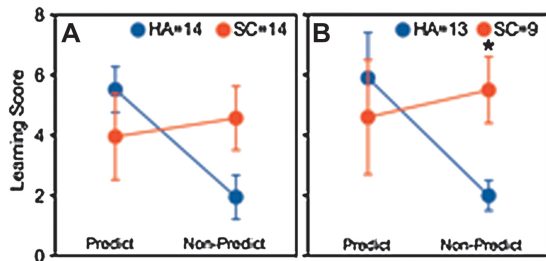 A HA=14 SC=14
B HA=13 SC=9
*
8
6
4
2
0
Learning Score
Predict Non-Predict
Predict Non-Predict